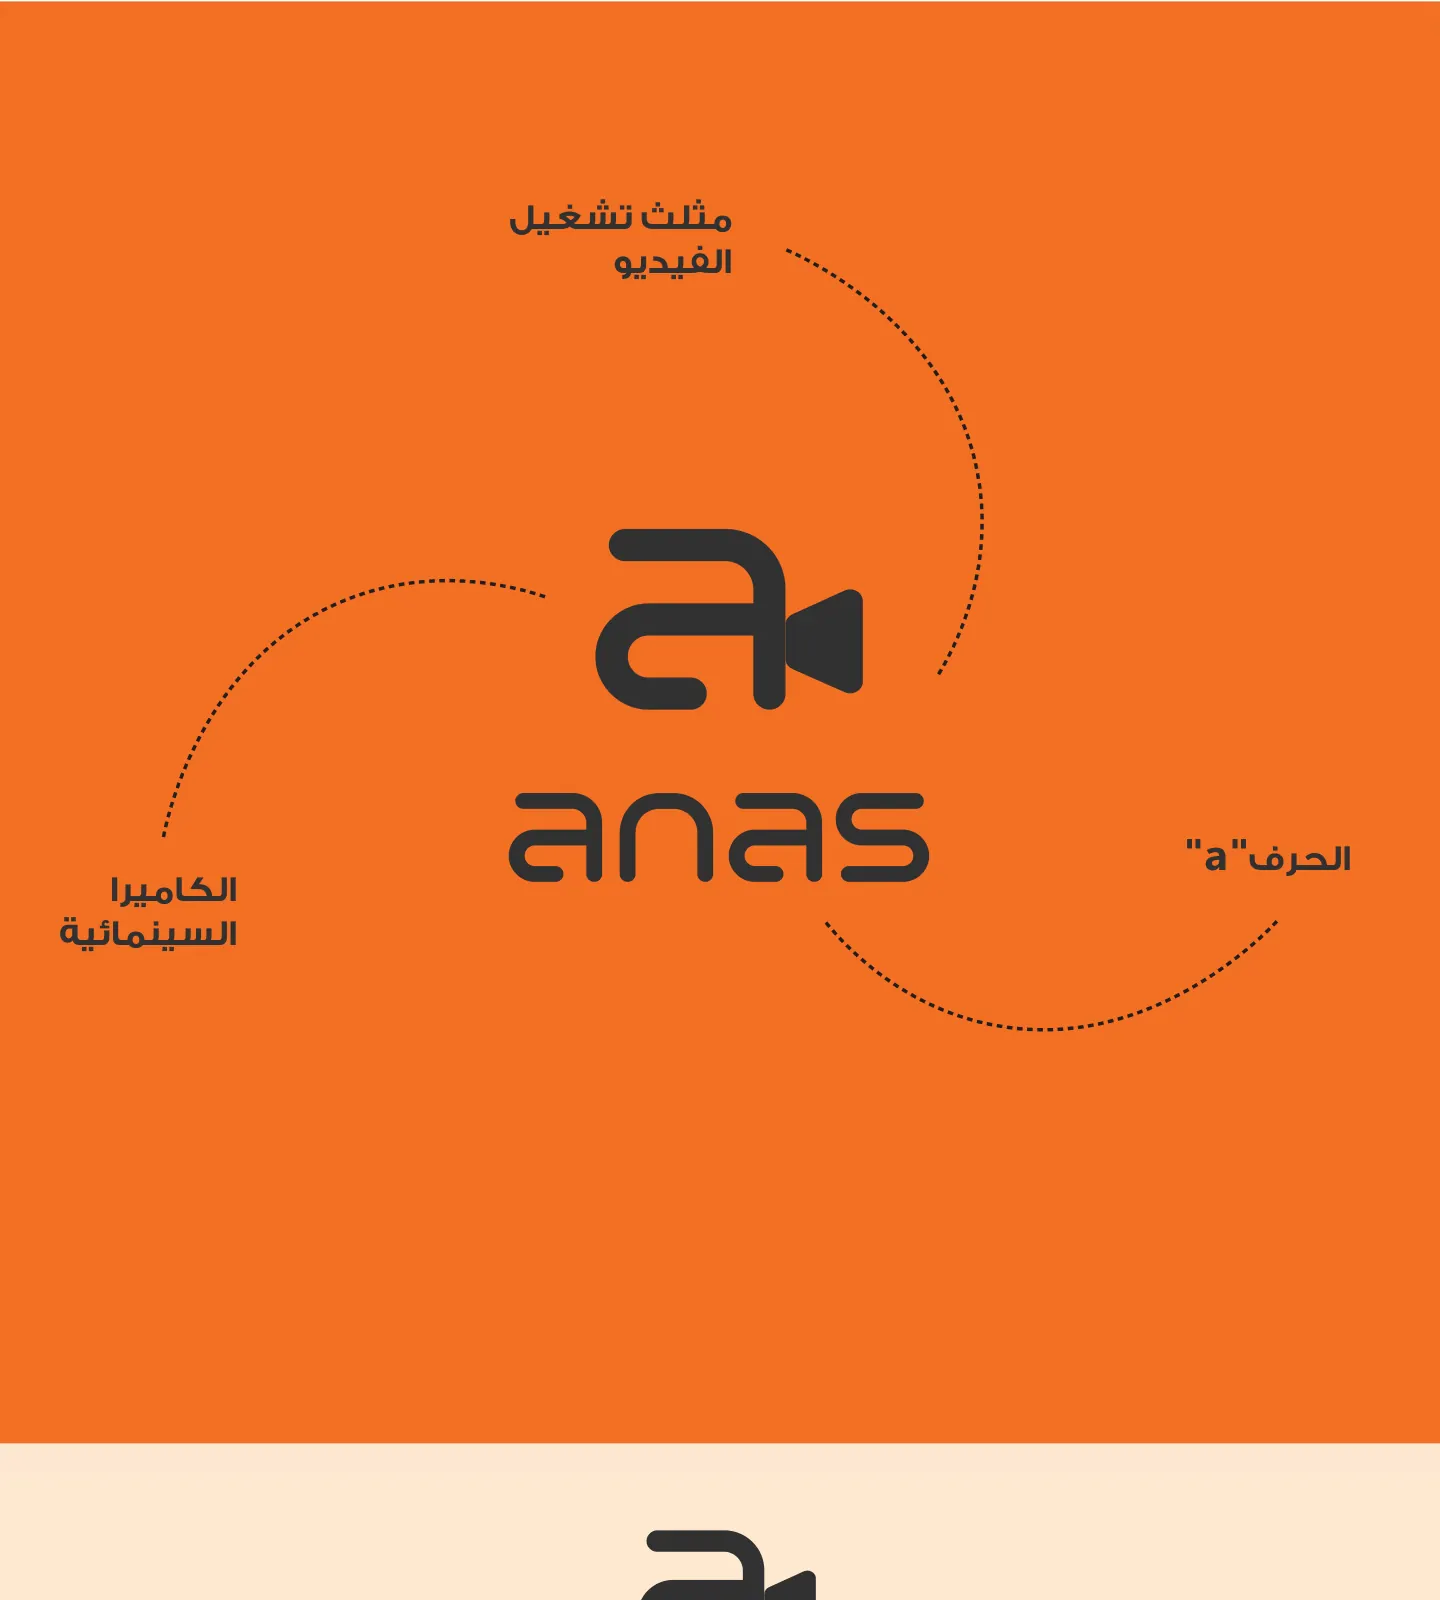 مثلث تشغيل
الفيديو
a
anas
الحرف"a"
الكاميرا
السينمائية
a